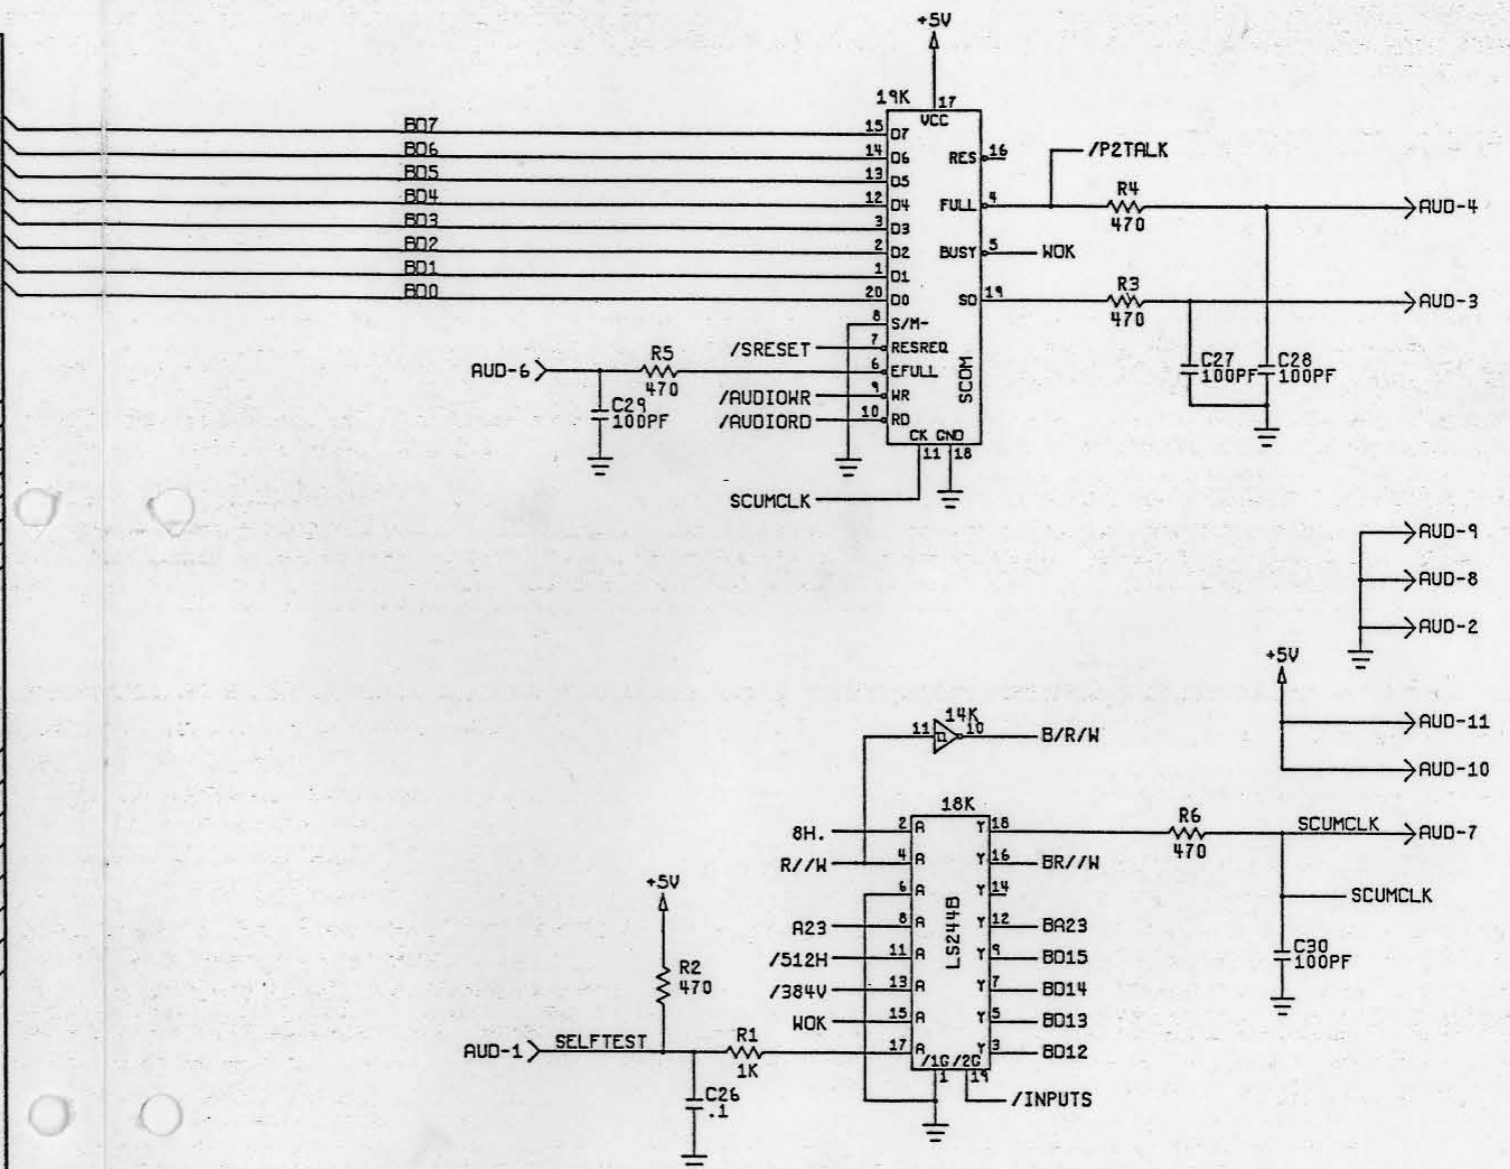 +5V
19K
17
VCC
BD7 15 D7
BD6 14 D6 RES 16 /P2TALK
BD5 13 D5
BD4 12 D4 FULL 4 R4 470 AUD-4
BD3 3 D3
BD2 2 D2 BUSY 5 WOK
BD1 1 D1
BD0 20 D0 SO 19 R3 470 AUD-3
8 S/M-
/SRESET 7 RESREQ
AUD-6 R5 470 6 EFULL
C29 100PF
/AUDIOWR 9 WR
/AUDIORD 10 RD
SCOM
C27 100PF
C28 100PF
CK GND
11 18
SCUMCLK
AUD-9
AUD-8
AUD-2
+5V
AUD-11
AUD-10
14K
11 10 B/R/W
18K
8H. 2 A Y 18 R6 470 SCUMCLK AUD-7
R//W 4 A Y 16 BR//W
6 A Y 14 SCUMCLK
A23 8 A Y 12 BA23
/512H 11 A Y 9 BD15
/384V 13 A Y 7 BD14
WOK 15 A Y 5 BD13
17 A Y 3 BD12
LS244B
C30 100PF
+5V
R2 470
AUD-1 SELFTEST R1 1K
C26 .1
/1G /2G
1 19
/INPUTS